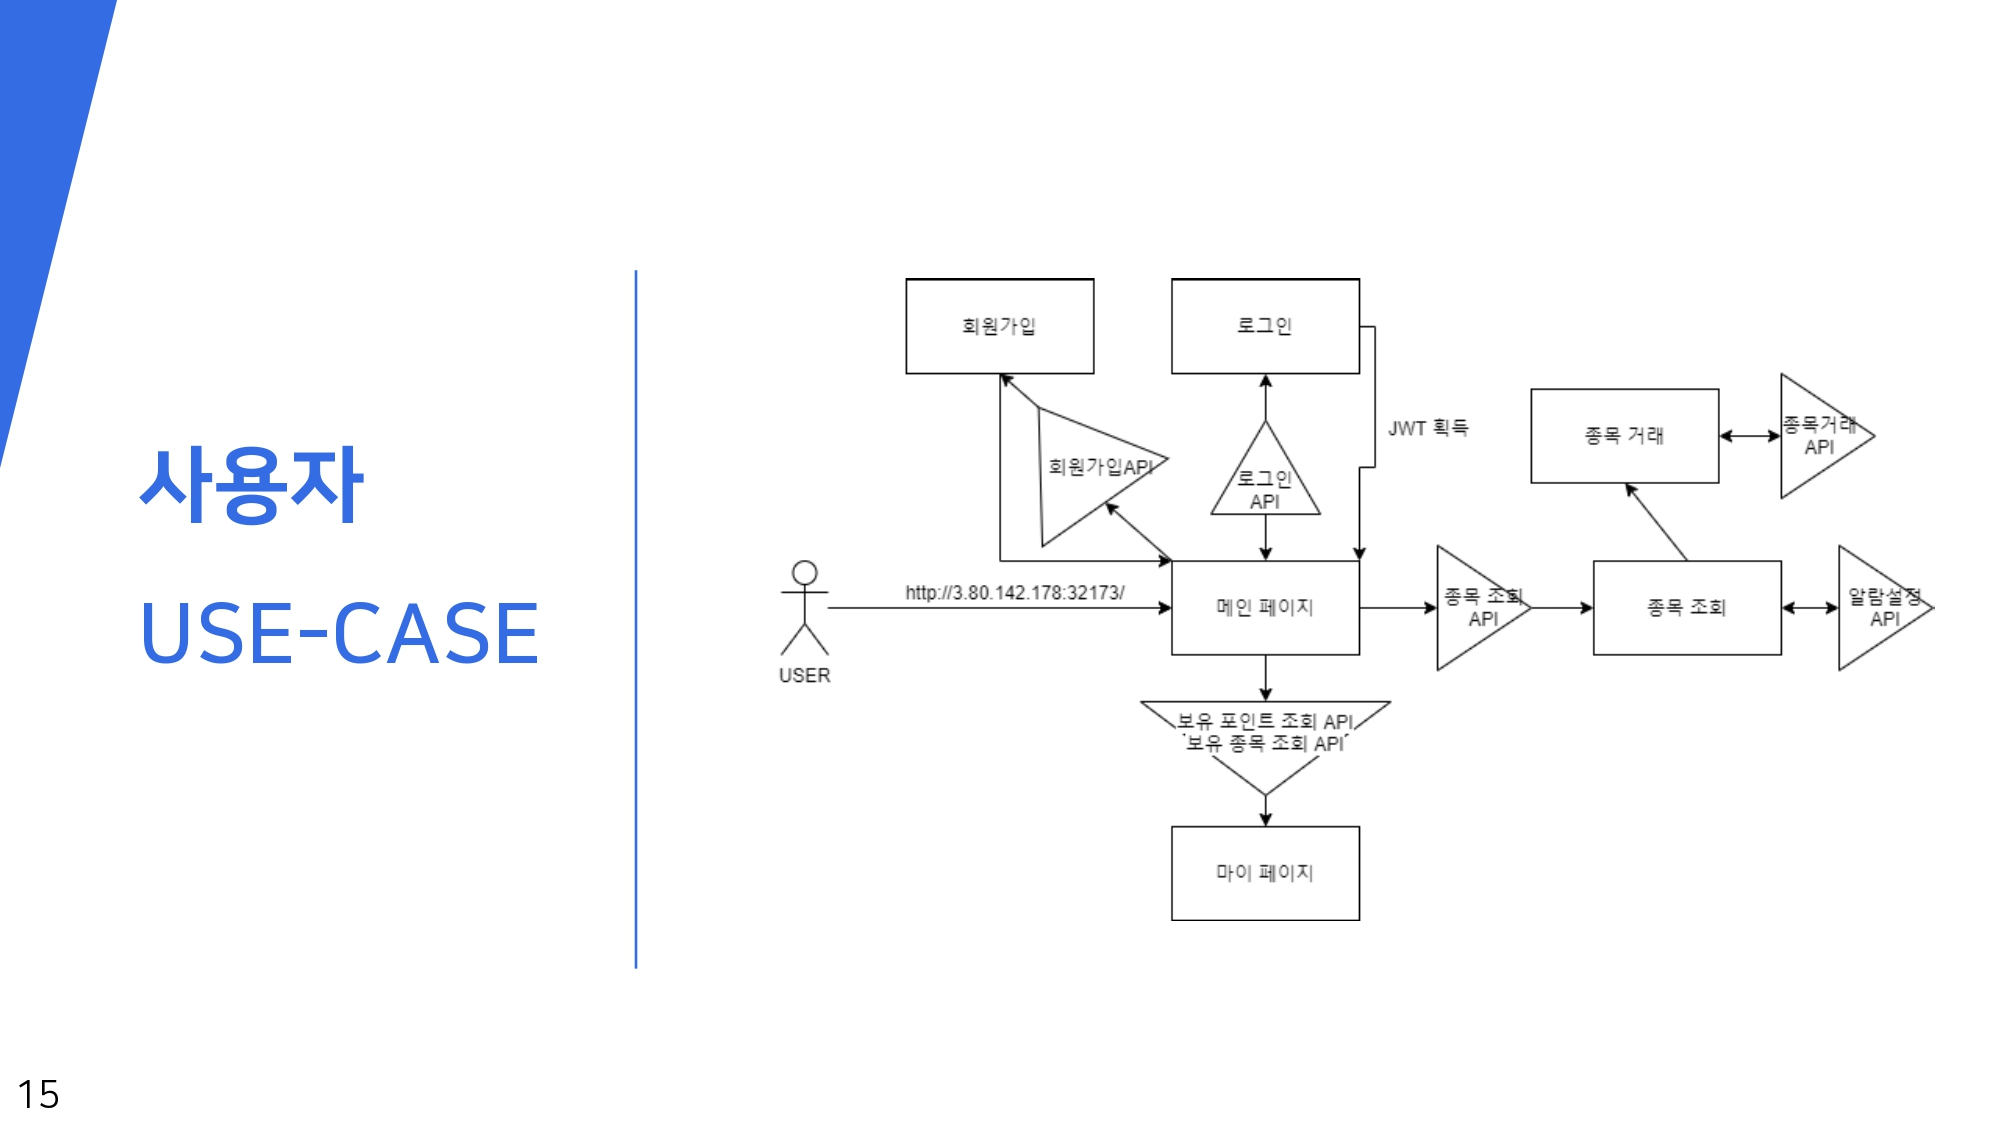 사용자
USE-CASE
회원가입
로그인
JWT 획득
회원가입API
로그인
API
종목 거래
종목거래
API
USER
http://3.80.142.178:32173/
메인 페이지
종목 조회
API
종목 조회
알람설정
API
보유 포인트 조회 API
보유 종목 조회 API
마이 페이지
15